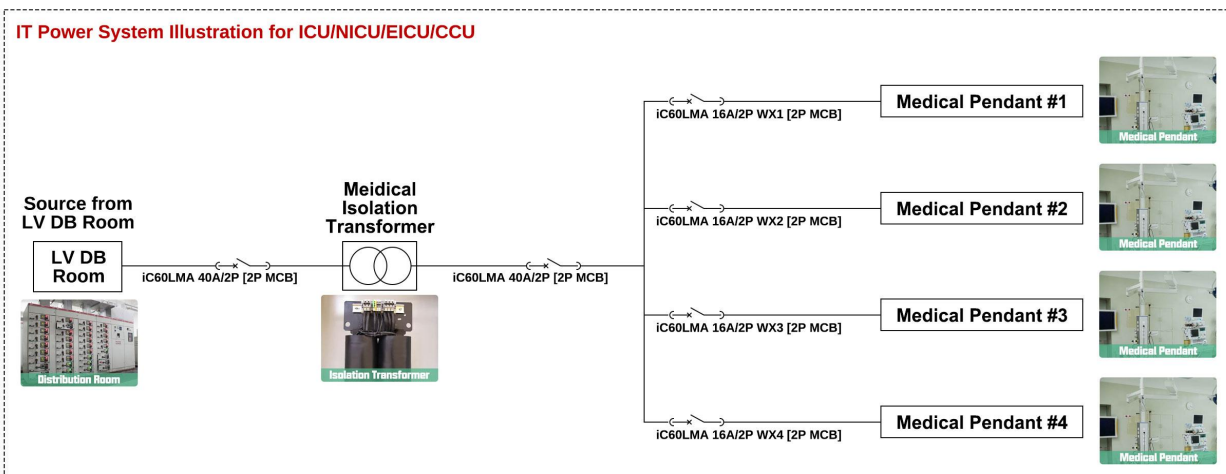 IT Power System Illustration for ICU/NICU/EICU/CCU
Source from
LV DB Room
LV DB
Room
Distribution Room
iC60LMA 40A/2P [2P MCB]
Meidical
Isolation
Transformer
Isolation Transformer
iC60LMA 40A/2P [2P MCB]
iC60LMA 16A/2P WX1 [2P MCB]
Medical Pendant #1
Medical Pendant
iC60LMA 16A/2P WX2 [2P MCB]
Medical Pendant #2
Medical Pendant
iC60LMA 16A/2P WX3 [2P MCB]
Medical Pendant #3
Medical Pendant
iC60LMA 16A/2P WX4 [2P MCB]
Medical Pendant #4
Medical Pendant